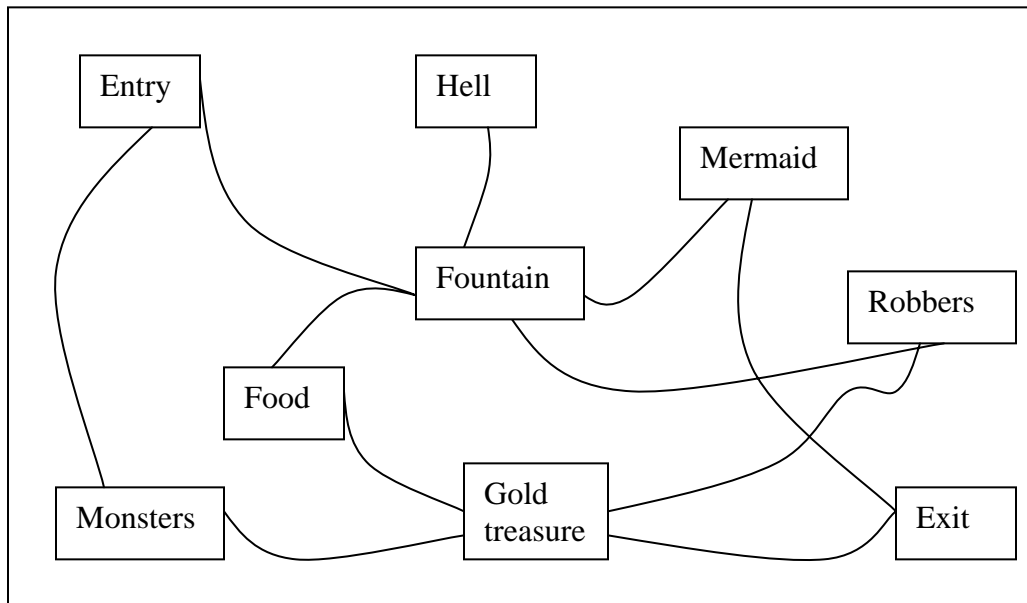 Entry
Hell
Mermaid
Fountain
Robbers
Food
Monsters
Gold
treasure
Exit